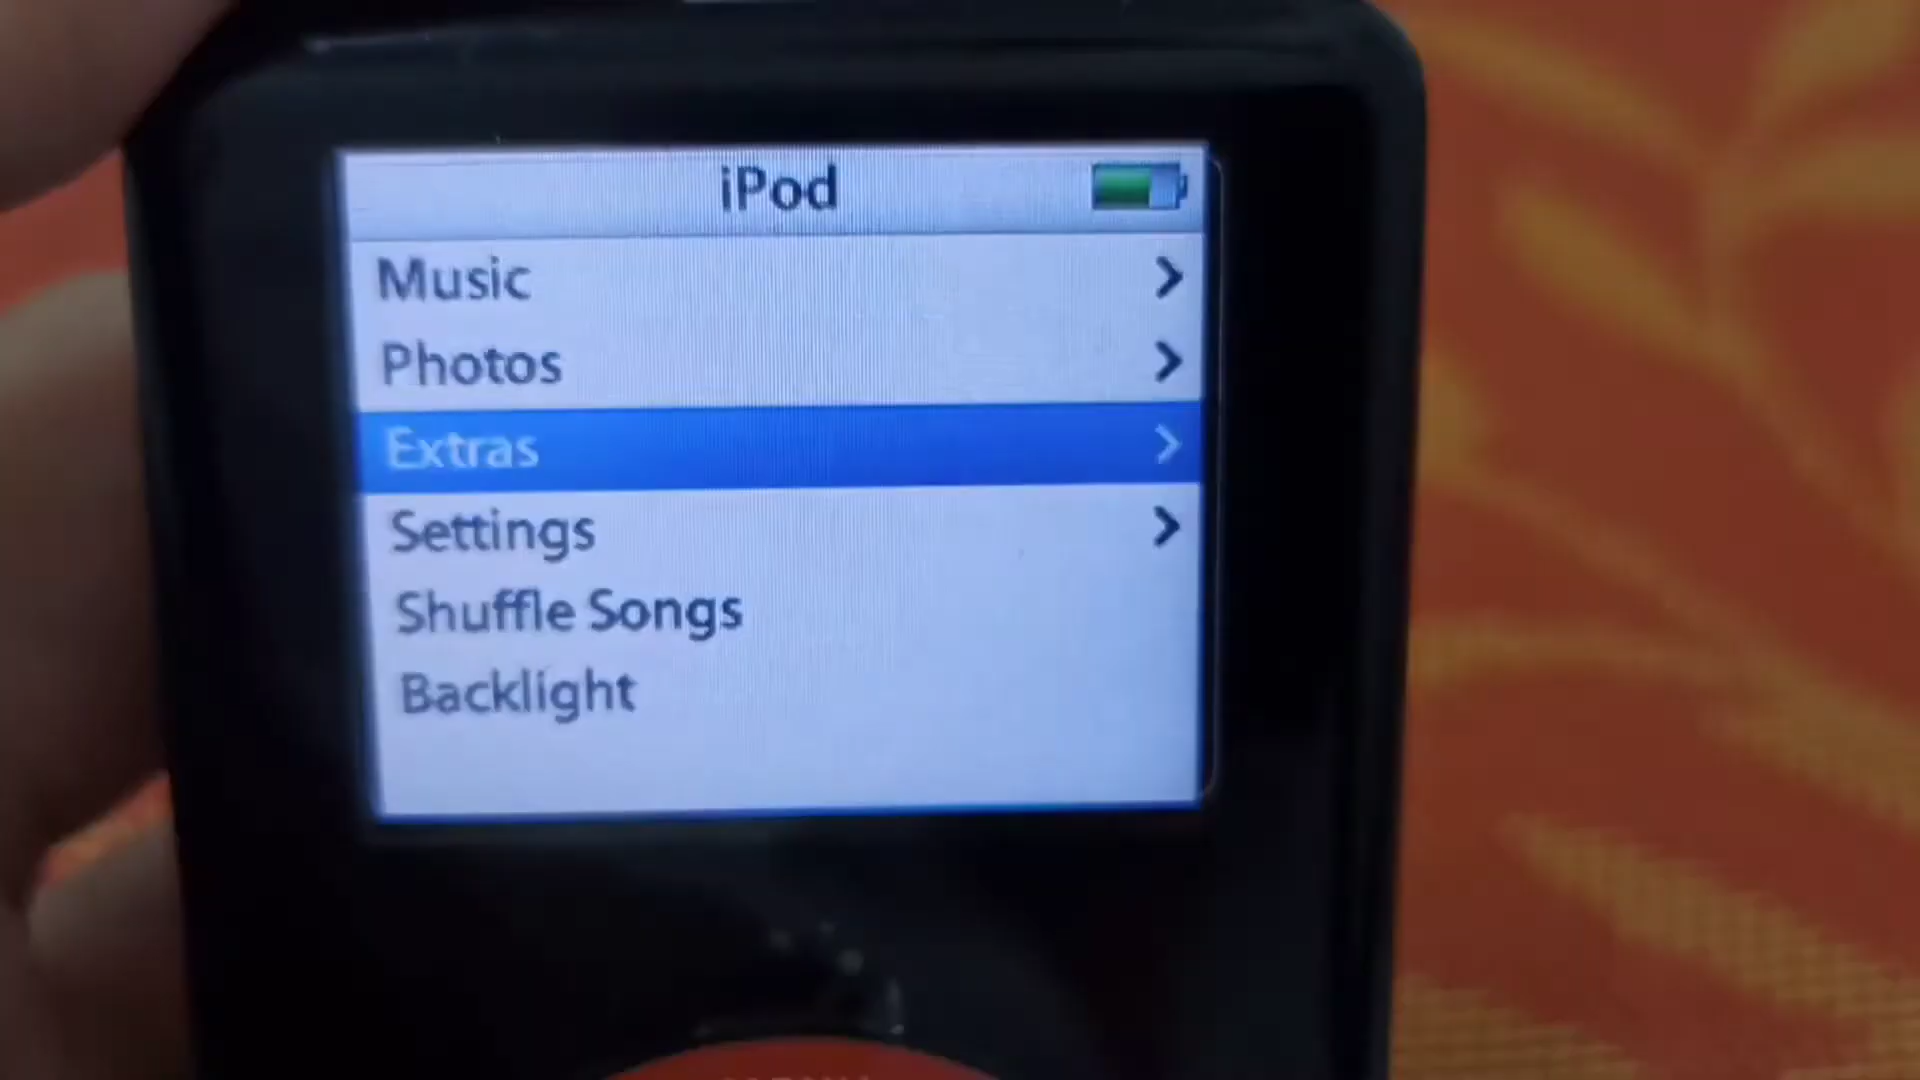 iPod
Music
Photos
Extras
Settings
Shuffle Songs
Backlight